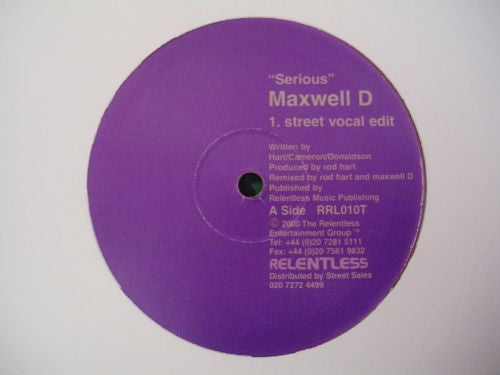 "Serious"
Maxwell D
1. street vocal edit
Written by
Hart/Cameron/Donaldson
Produced by rod hart
Remixed by rod hart and maxwell D
Published by
Relentless Music Publishing
A Side RRL010T
© 2000 The Relentless
Entertainment Group ™
Tel: +44 (0)20 7281 5111
Fax: +44 (0)20 7561 9832
RELENTLESS
Distributed by Street Sales
020 7272 4499